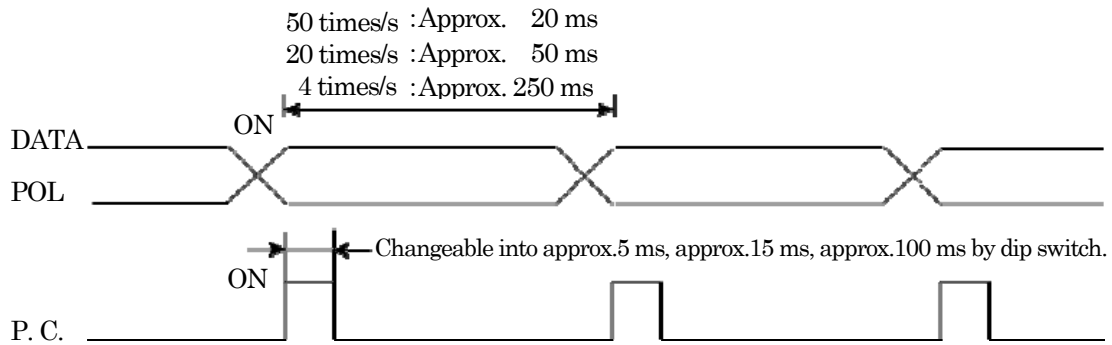 50 times/s : Approx. 20 ms
20 times/s : Approx. 50 ms
4 times/s : Approx. 250 ms
ON
DATA
POL
Changeable into approx.5 ms, approx.15 ms, approx.100 ms by dip switch.
ON
P. C.